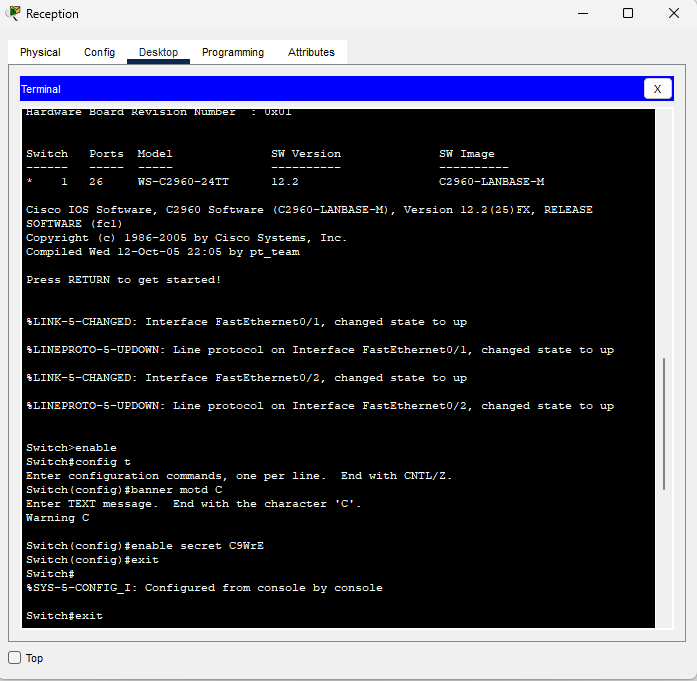 Reception
Physical Config Desktop Programming Attributes
Terminal X
Hardware Board Revision Number : 0x01
Switch Ports Model SW Version SW Image
------ ----- ----- ---------- ----------
* 1 26 WS-C2960-24TT 12.2 C2960-LANBASE-M
Cisco IOS Software, C2960 Software (C2960-LANBASE-M), Version 12.2(25)FX, RELEASE
SOFTWARE (fc1)
Copyright (c) 1986-2005 by Cisco Systems, Inc.
Compiled Wed 12-Oct-05 22:05 by pt_team
Press RETURN to get started!
%LINK-5-CHANGED: Interface FastEthernet0/1, changed state to up
%LINEPROTO-5-UPDOWN: Line protocol on Interface FastEthernet0/1, changed state to up
%LINK-5-CHANGED: Interface FastEthernet0/2, changed state to up
%LINEPROTO-5-UPDOWN: Line protocol on Interface FastEthernet0/2, changed state to up
Switch>enable
Switch#config t
Enter configuration commands, one per line. End with CNTL/Z.
Switch(config)#banner motd C
Enter TEXT message. End with the character 'C'.
Warning C
Switch(config)#enable secret C9WrE
Switch(config)#exit
Switch#
%SYS-5-CONFIG_I: Configured from console by console
Switch#exit
Top